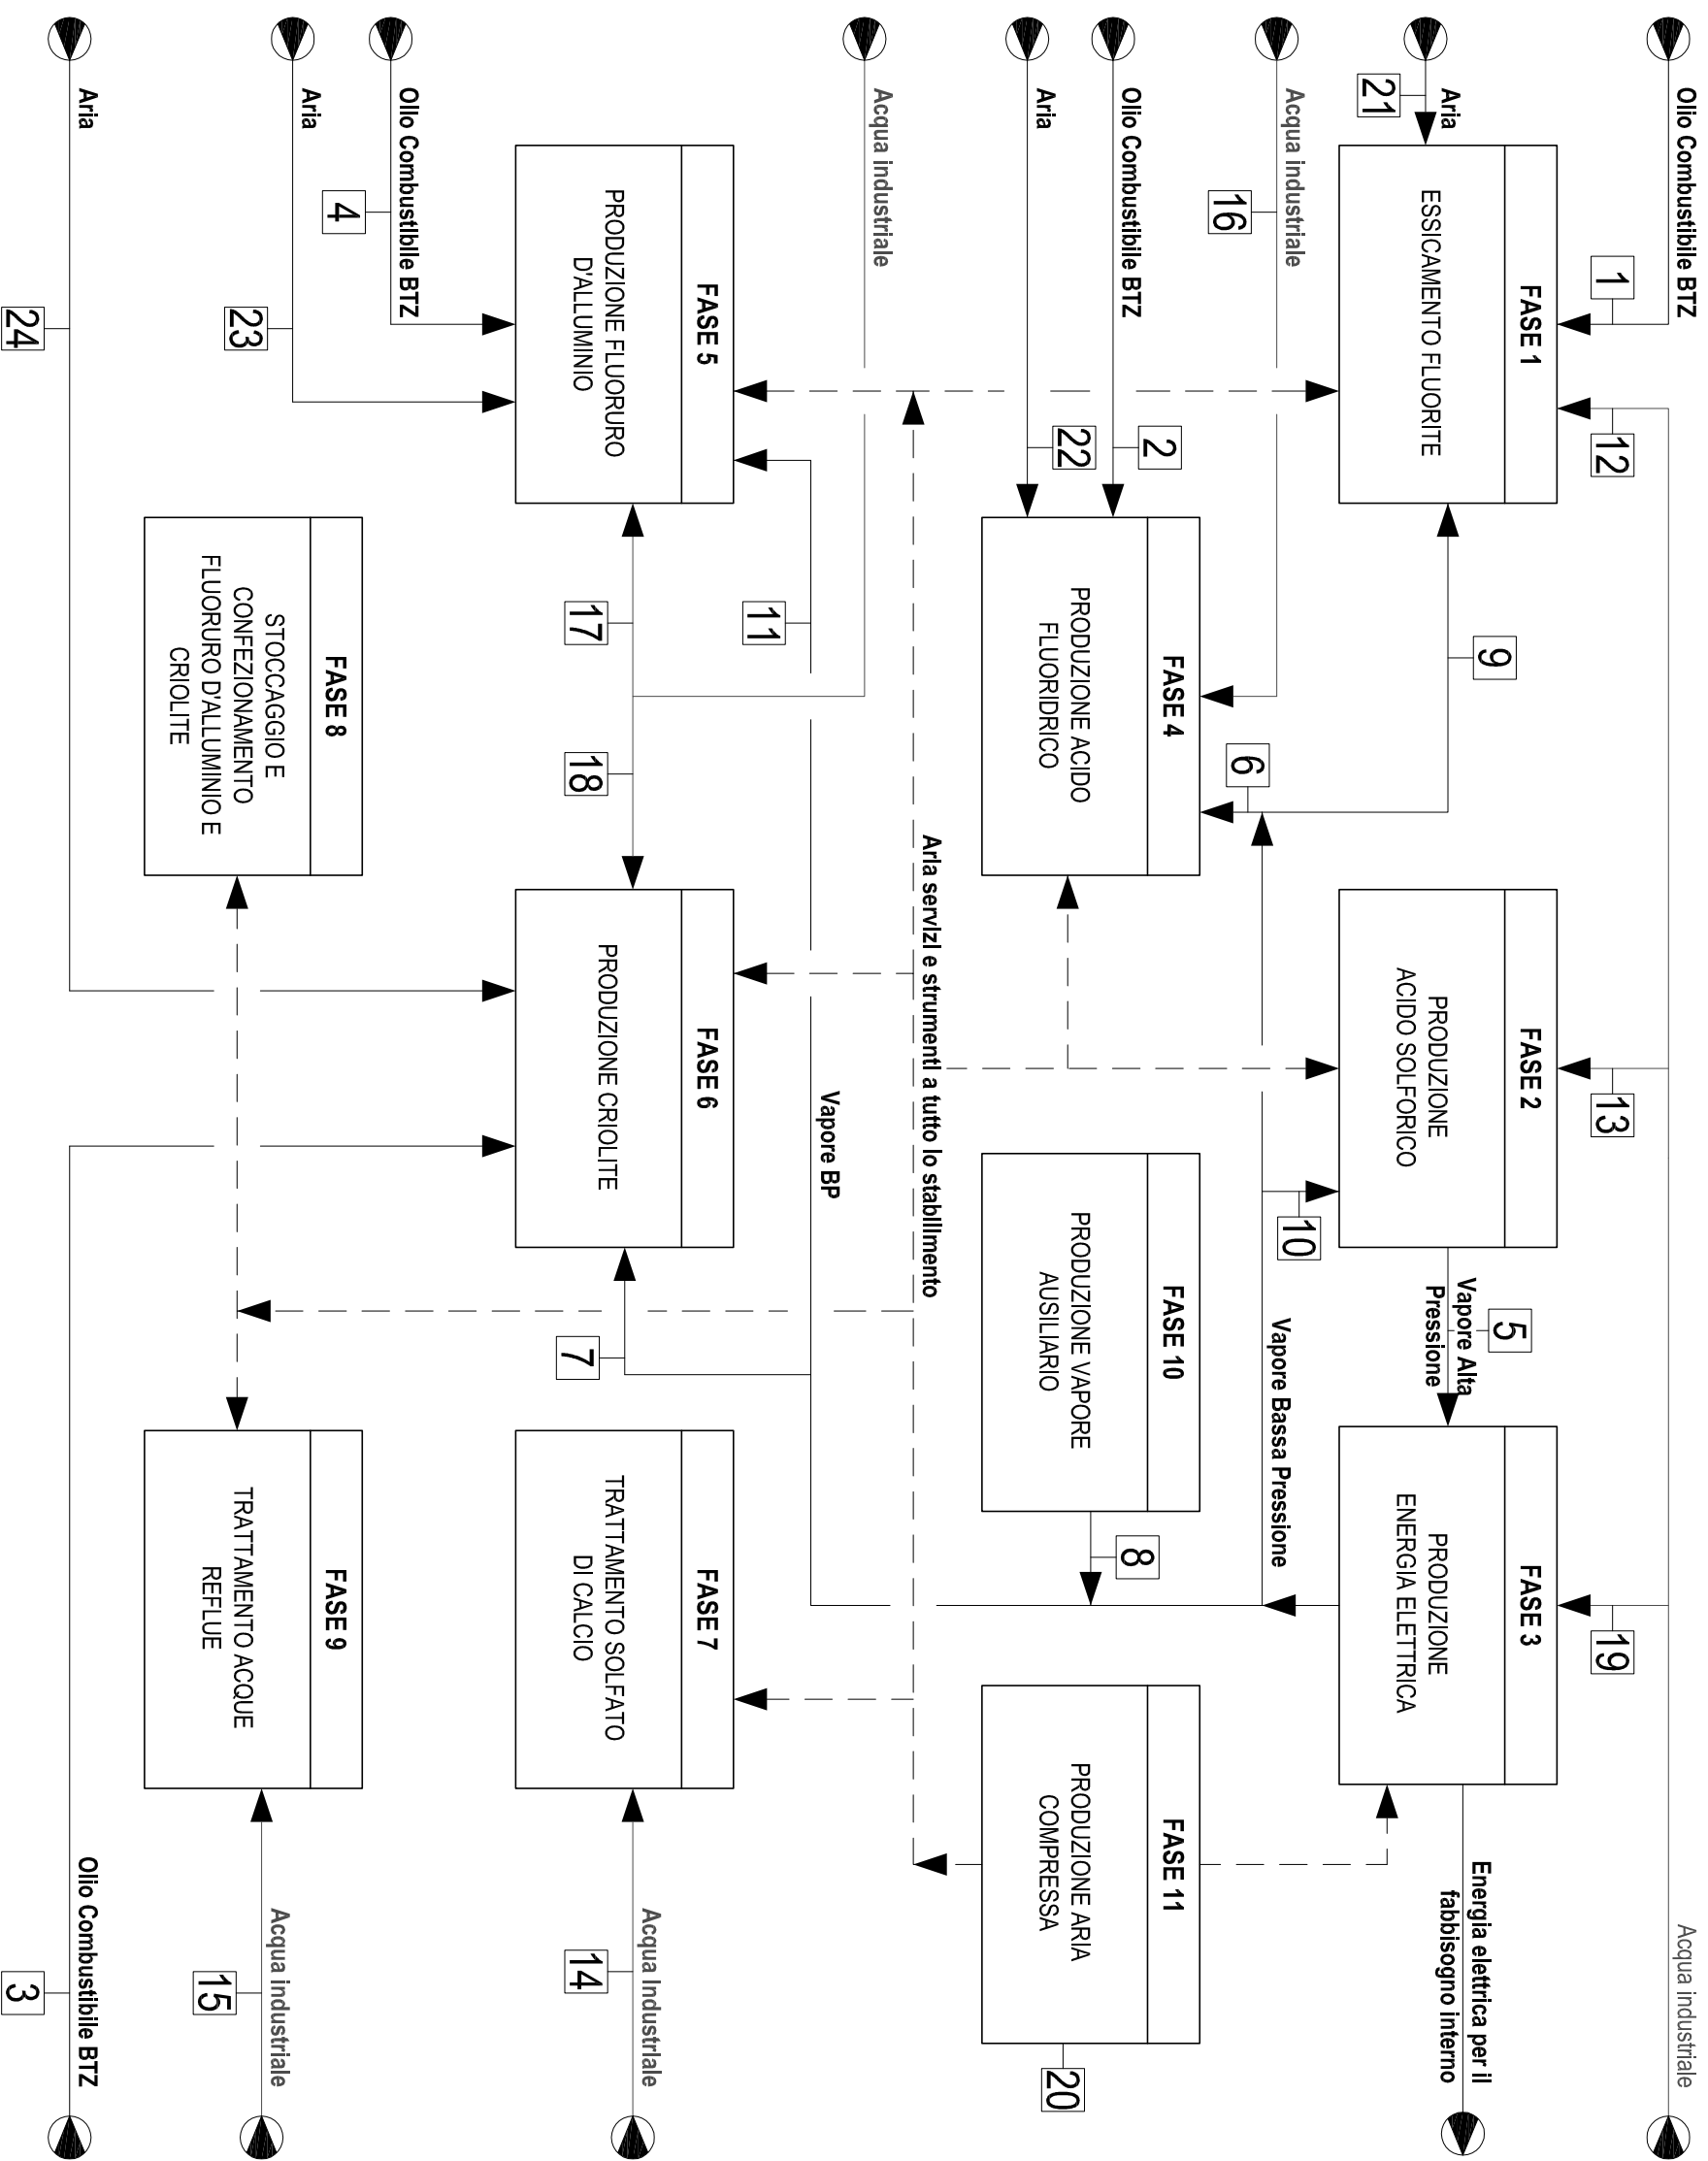 Olio Combustibile BTZ
Acqua industriale
1
12
13
19
FASE 1
ESSICAMENTO FLUORITE
FASE 2
PRODUZIONE
ACIDO SOLFORICO
5
Vapore Alta
Pressione
FASE 3
PRODUZIONE
ENERGIA ELETTRICA
Energia elettrica per il
fabbisogno interno
Aria
21
9
Acqua industriale
16
6
10
Vapore Bassa Pressione
Olio Combustibile BTZ
2
Aria
22
FASE 4
PRODUZIONE ACIDO
FLUORIDRICO
FASE 10
PRODUZIONE VAPORE
AUSILIARIO
8
FASE 11
PRODUZIONE ARIA
COMPRESSA
20
Aria servizi e strumenti a tutto lo stabilimento
Acqua industriale
11
Vapore BP
FASE 5
PRODUZIONE FLUORURO
D'ALLUMINIO
17
18
FASE 6
PRODUZIONE CRIOLITE
7
FASE 7
TRATTAMENTO SOLFATO
DI CALCIO
Acqua Industriale
14
Olio Combustibile BTZ
4
Aria
23
FASE 8
STOCCAGGIO E
CONFEZIONAMENTO
FLUORURO D'ALLUMINIO E
CRIOLITE
FASE 9
TRATTAMENTO ACQUE
REFLUE
Acqua industriale
15
Aria
24
Olio Combustibile BTZ
3